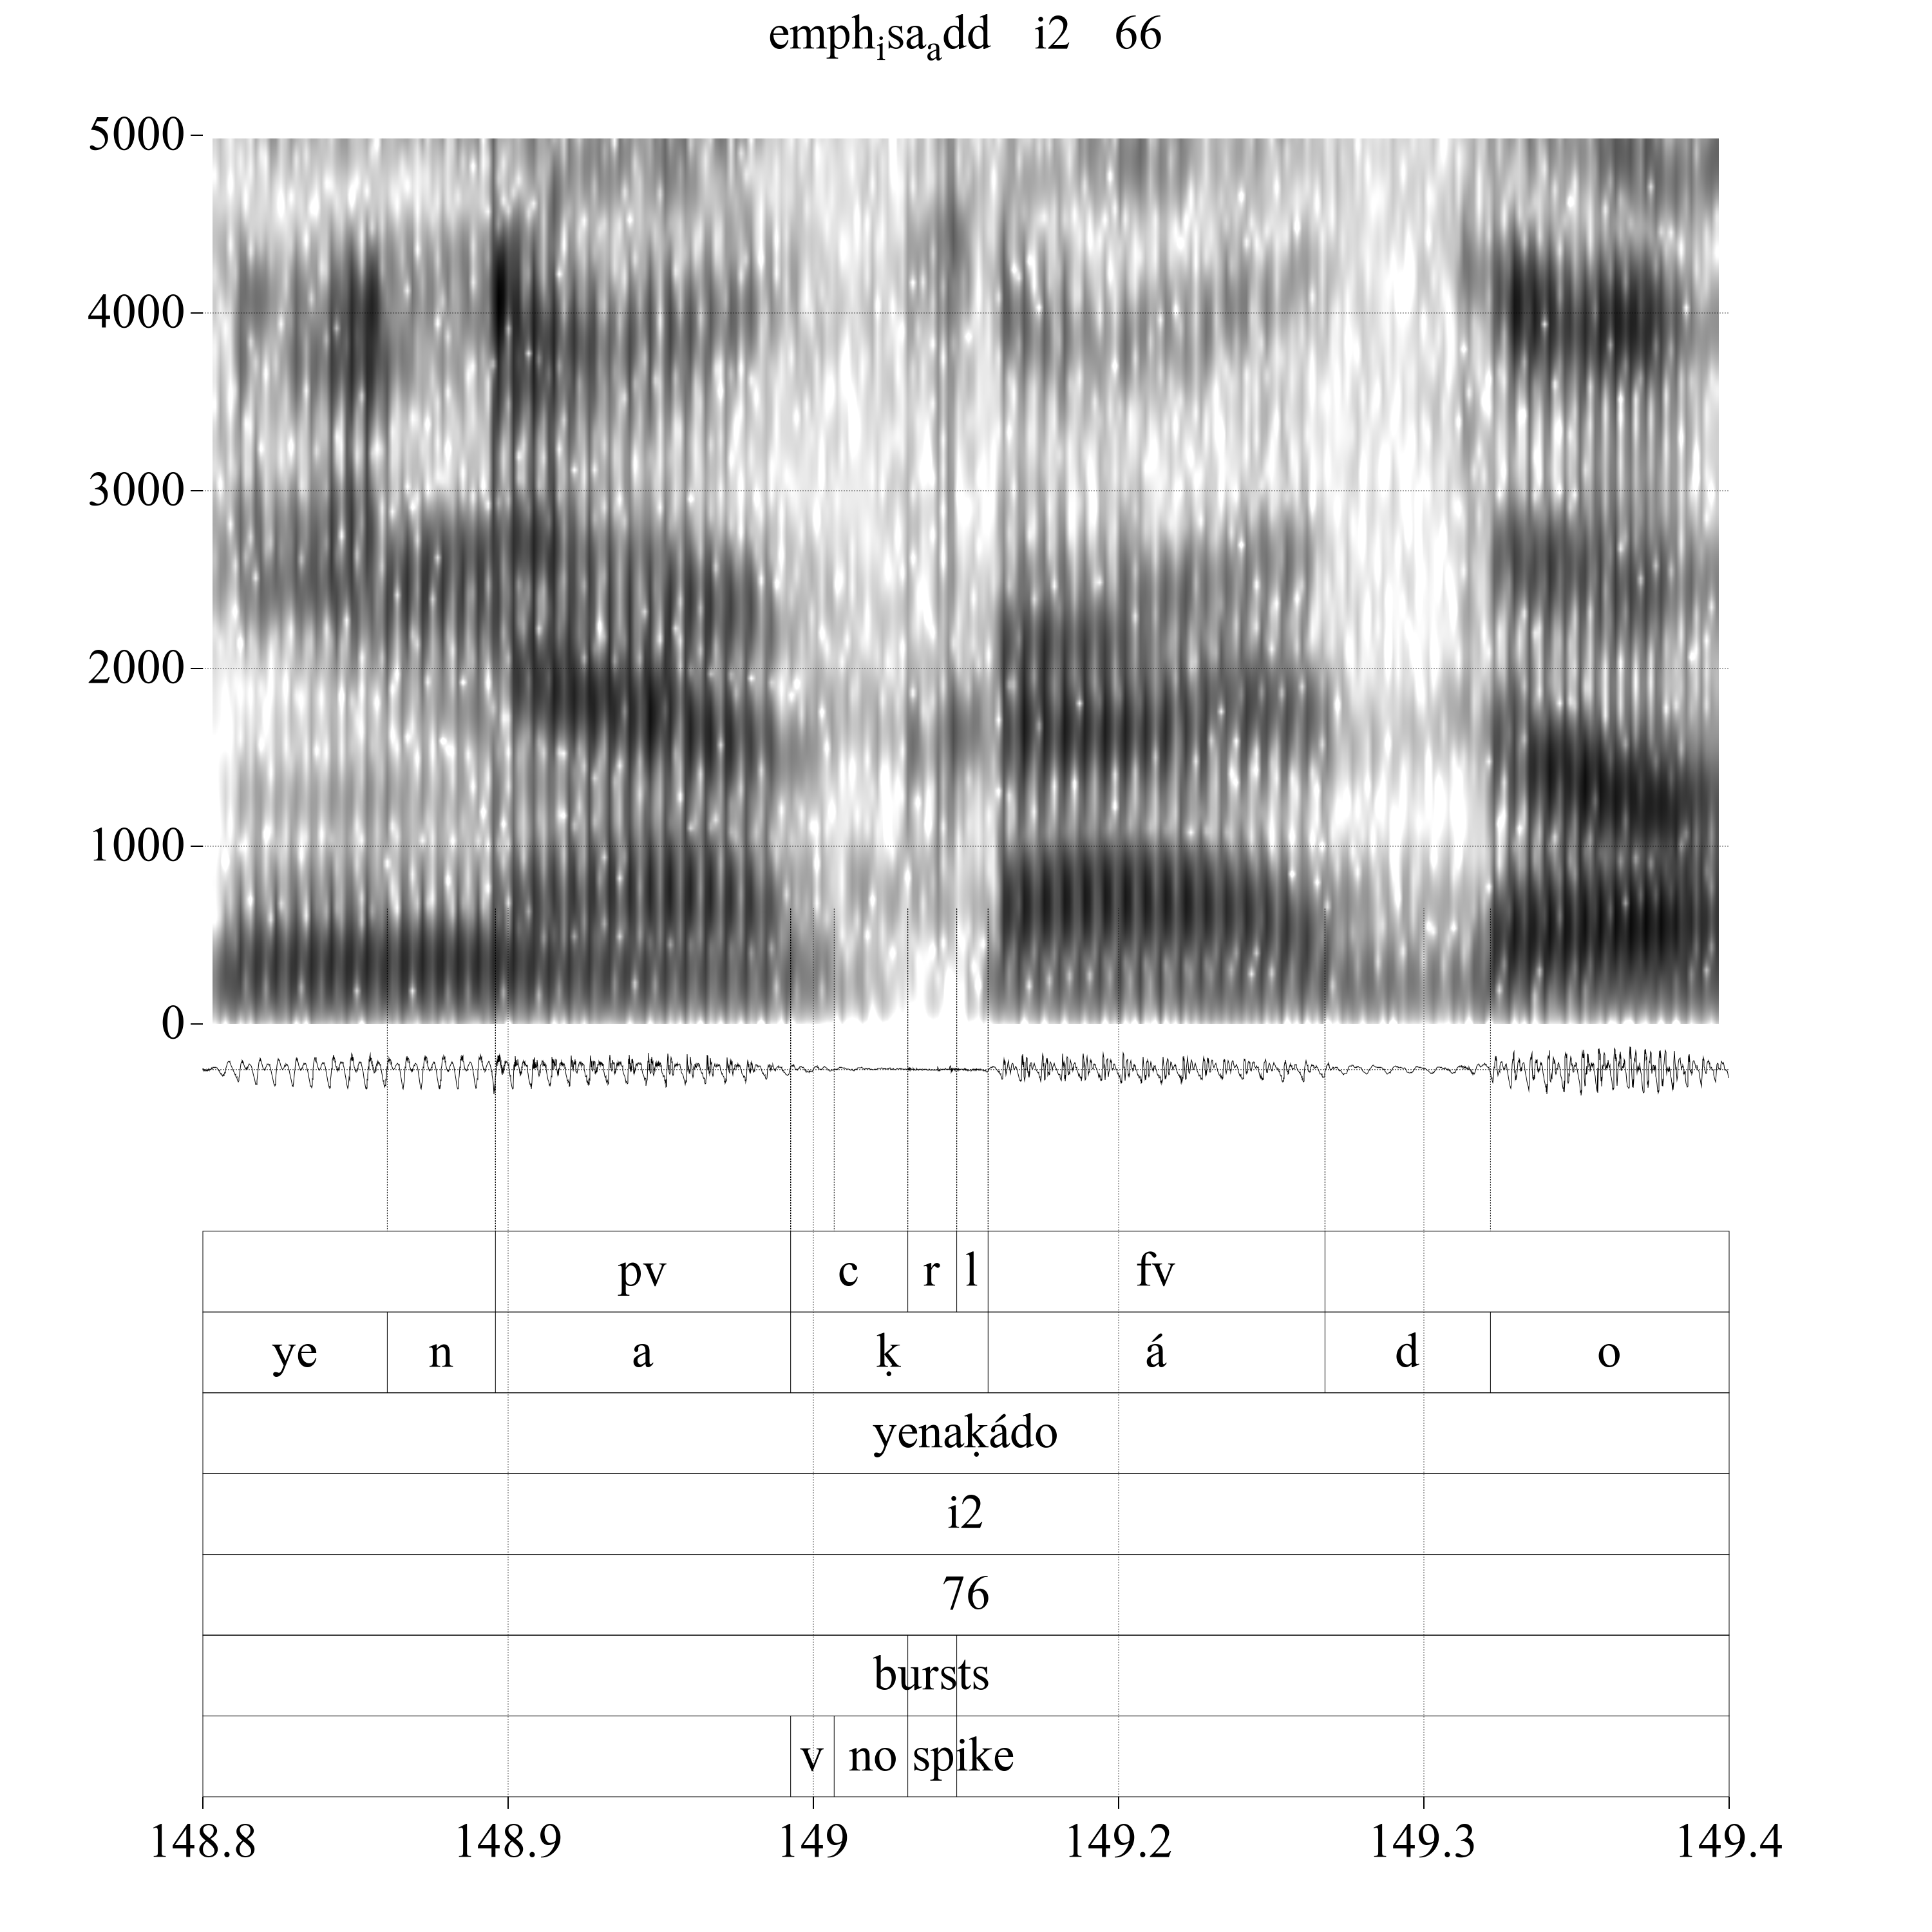 emphᵢsaₐdd i2 66
5000
4000
3000
2000
1000
0
pv c r l fv
ye n a ḳ á d o
yenaḳádo
i2
76
bursts
v no spike
148.8 148.9 149 149.2 149.3 149.4